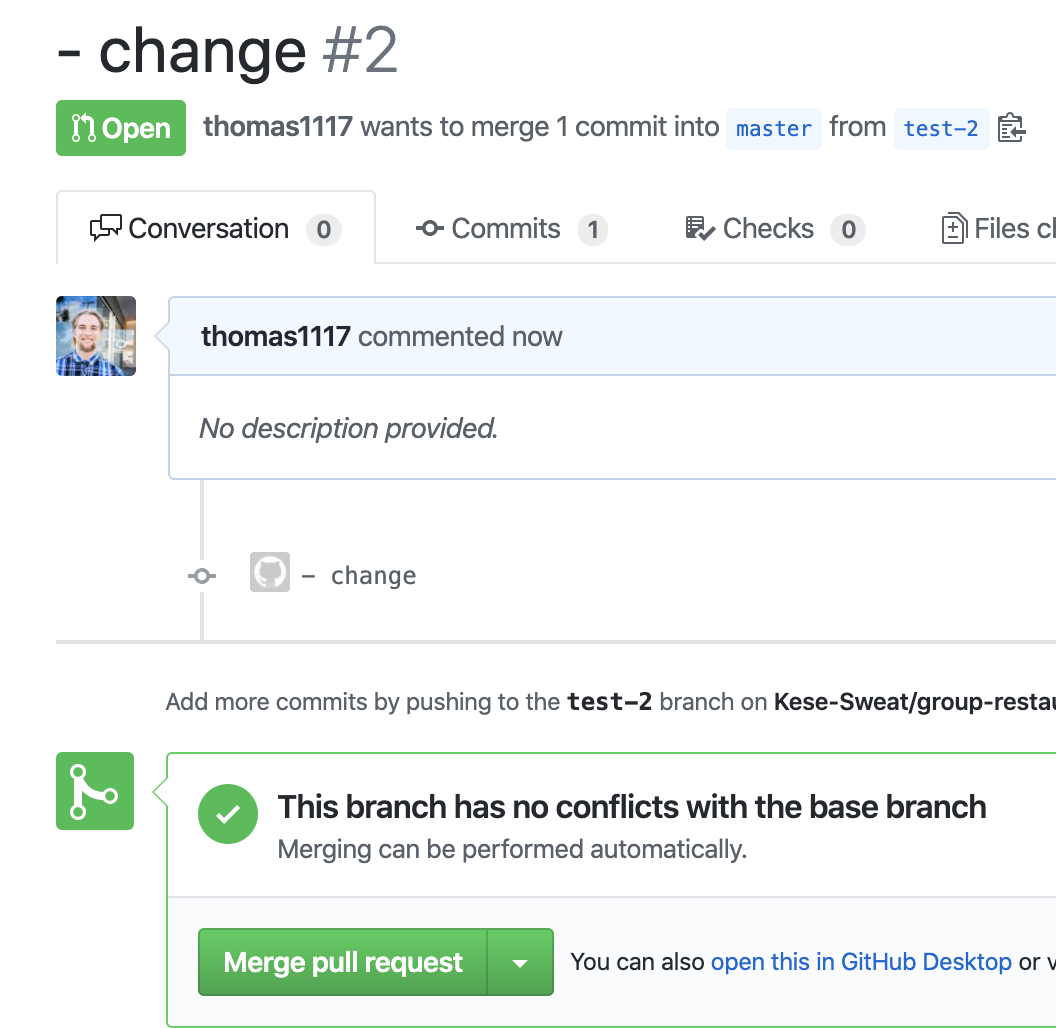 - change #2
Open thomas1117 wants to merge 1 commit into master from test-2
Conversation 0 Commits 1 Checks 0 Files
thomas1117 commented now
No description provided.
- change
Add more commits by pushing to the test-2 branch on Kese-Sweat/group-restau
This branch has no conflicts with the base branch
Merging can be performed automatically.
Merge pull request You can also open this in GitHub Desktop or